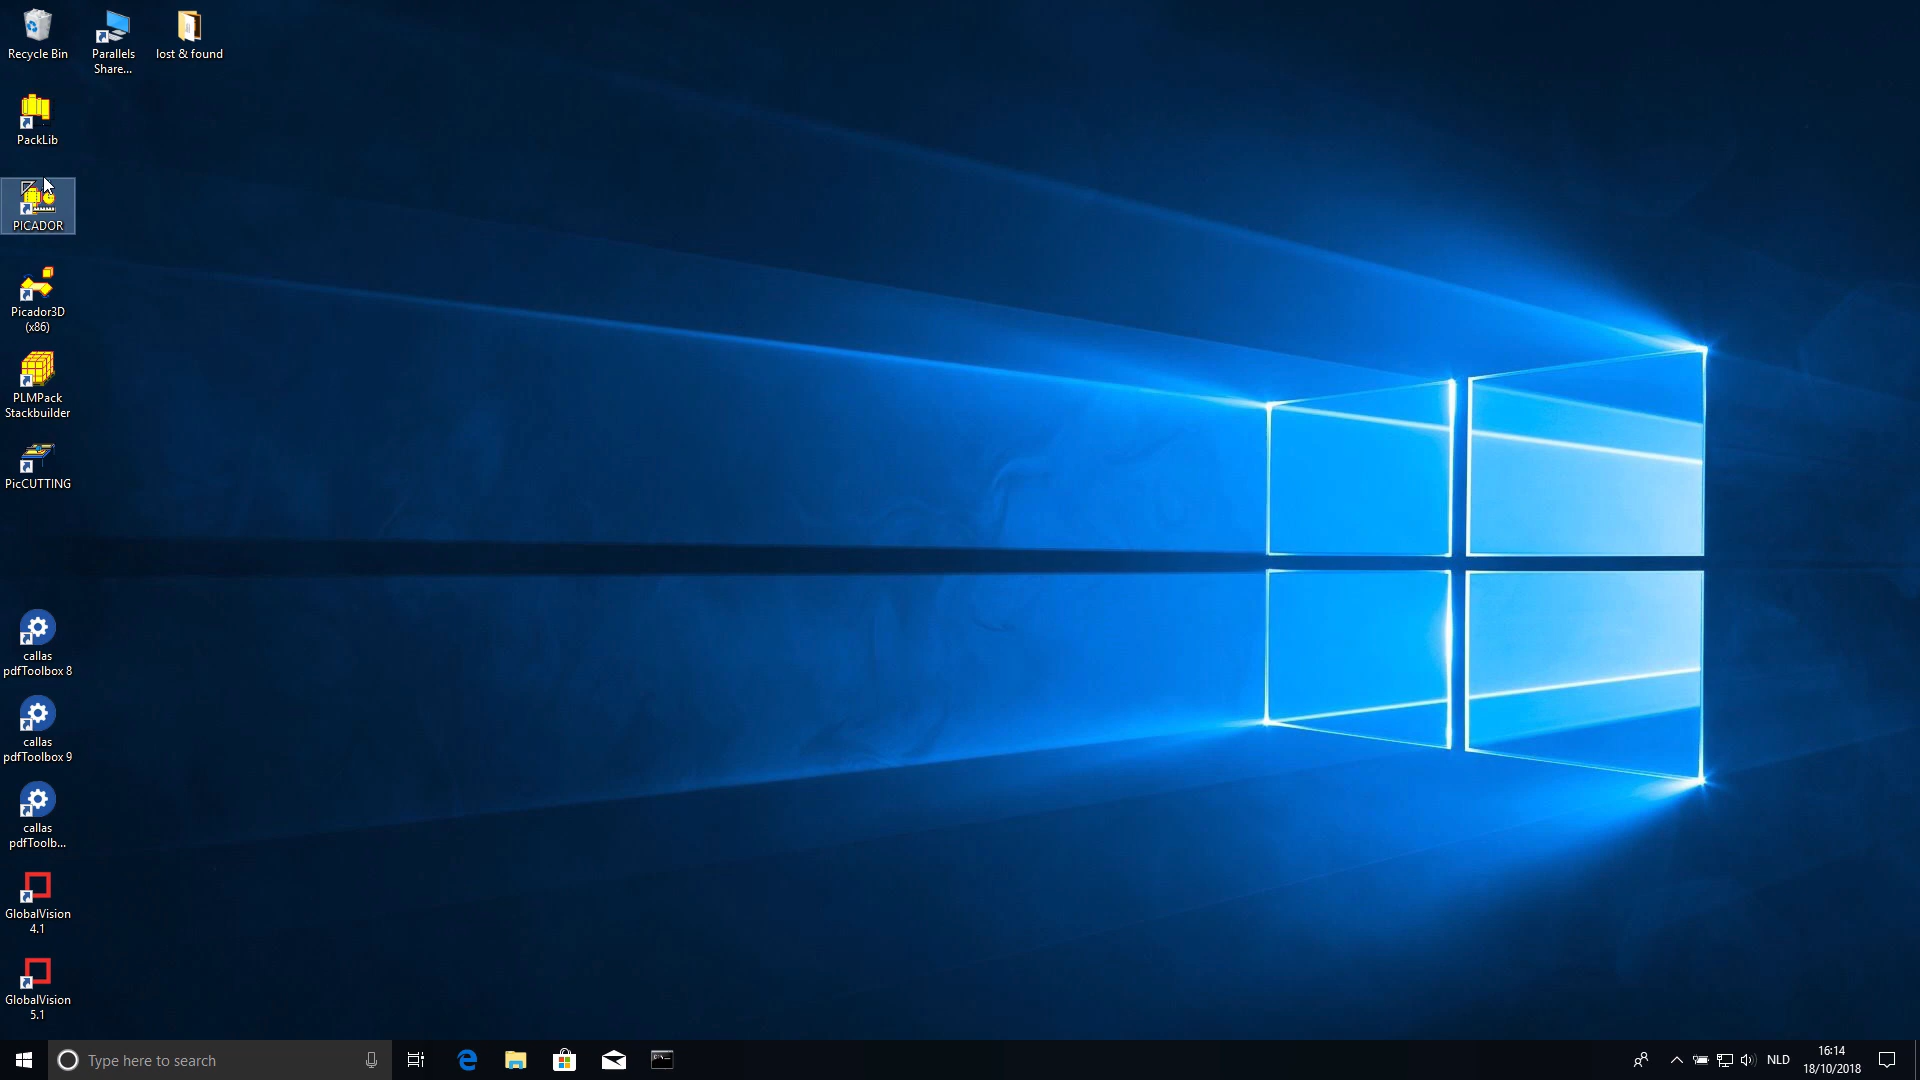 Recycle Bin
Parallels
Share...
lost & found
PackLib
PICADOR
Picador3D
(x86)
PLMPack
Stackbuilder
PicCUTTING
callas
pdfToolbox 8
callas
pdfToolbox 9
callas
pdfToolb...
GlobalVision
4.1
GlobalVision
5.1
Type here to search
NLD
16:14
18/10/2018